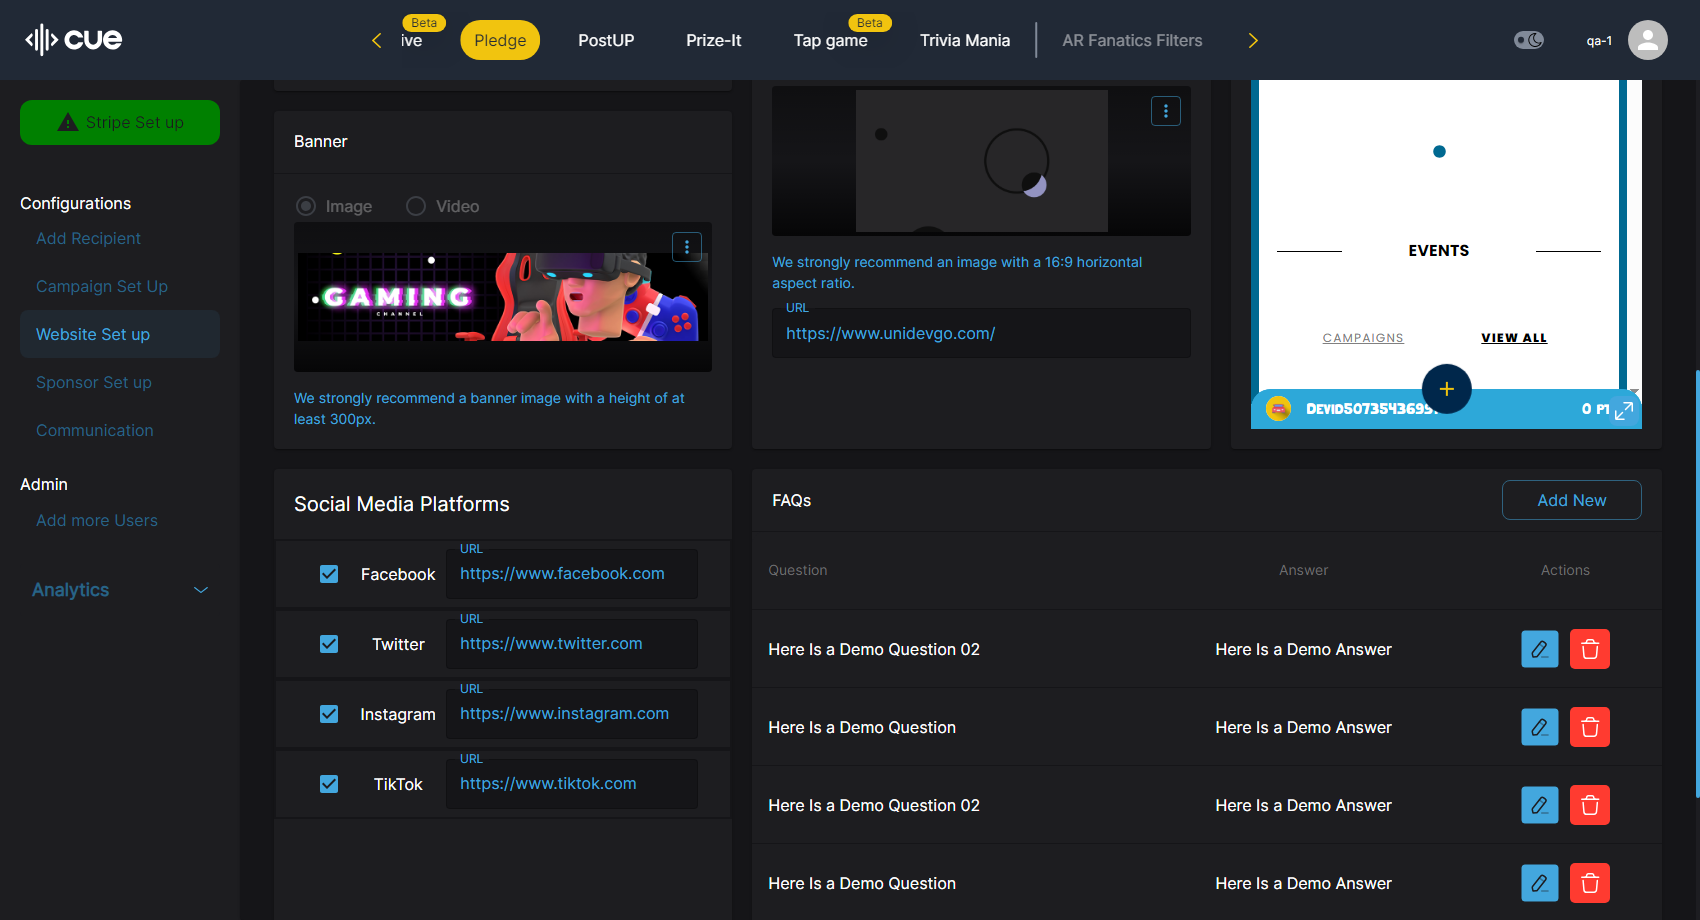 cue
Beta
ive
Pledge
PostUP
Prize-It
Beta
Tap game
Trivia Mania
AR Fanatics Filters
qa-1
Stripe Set up
Configurations
Add Recipient
Campaign Set Up
Website Set up
Sponsor Set up
Communication
Admin
Add more Users
Analytics
Banner
Image
Video
GAMING
CHANNEL
We strongly recommend a banner image with a height of at
least 300px.
We strongly recommend an image with a 16:9 horizontal
aspect ratio.
URL
https://www.unidevgo.com/
EVENTS
CAMPAIGNS
VIEW ALL
0
Social Media Platforms
Facebook
URL
https://www.facebook.com
Twitter
URL
https://www.twitter.com
Instagram
URL
https://www.instagram.com
TikTok
URL
https://www.tiktok.com
FAQs
Add New
Question Answer Actions
Here Is a Demo Question 02 Here Is a Demo Answer
Here Is a Demo Question Here Is a Demo Answer
Here Is a Demo Question 02 Here Is a Demo Answer
Here Is a Demo Question Here Is a Demo Answer